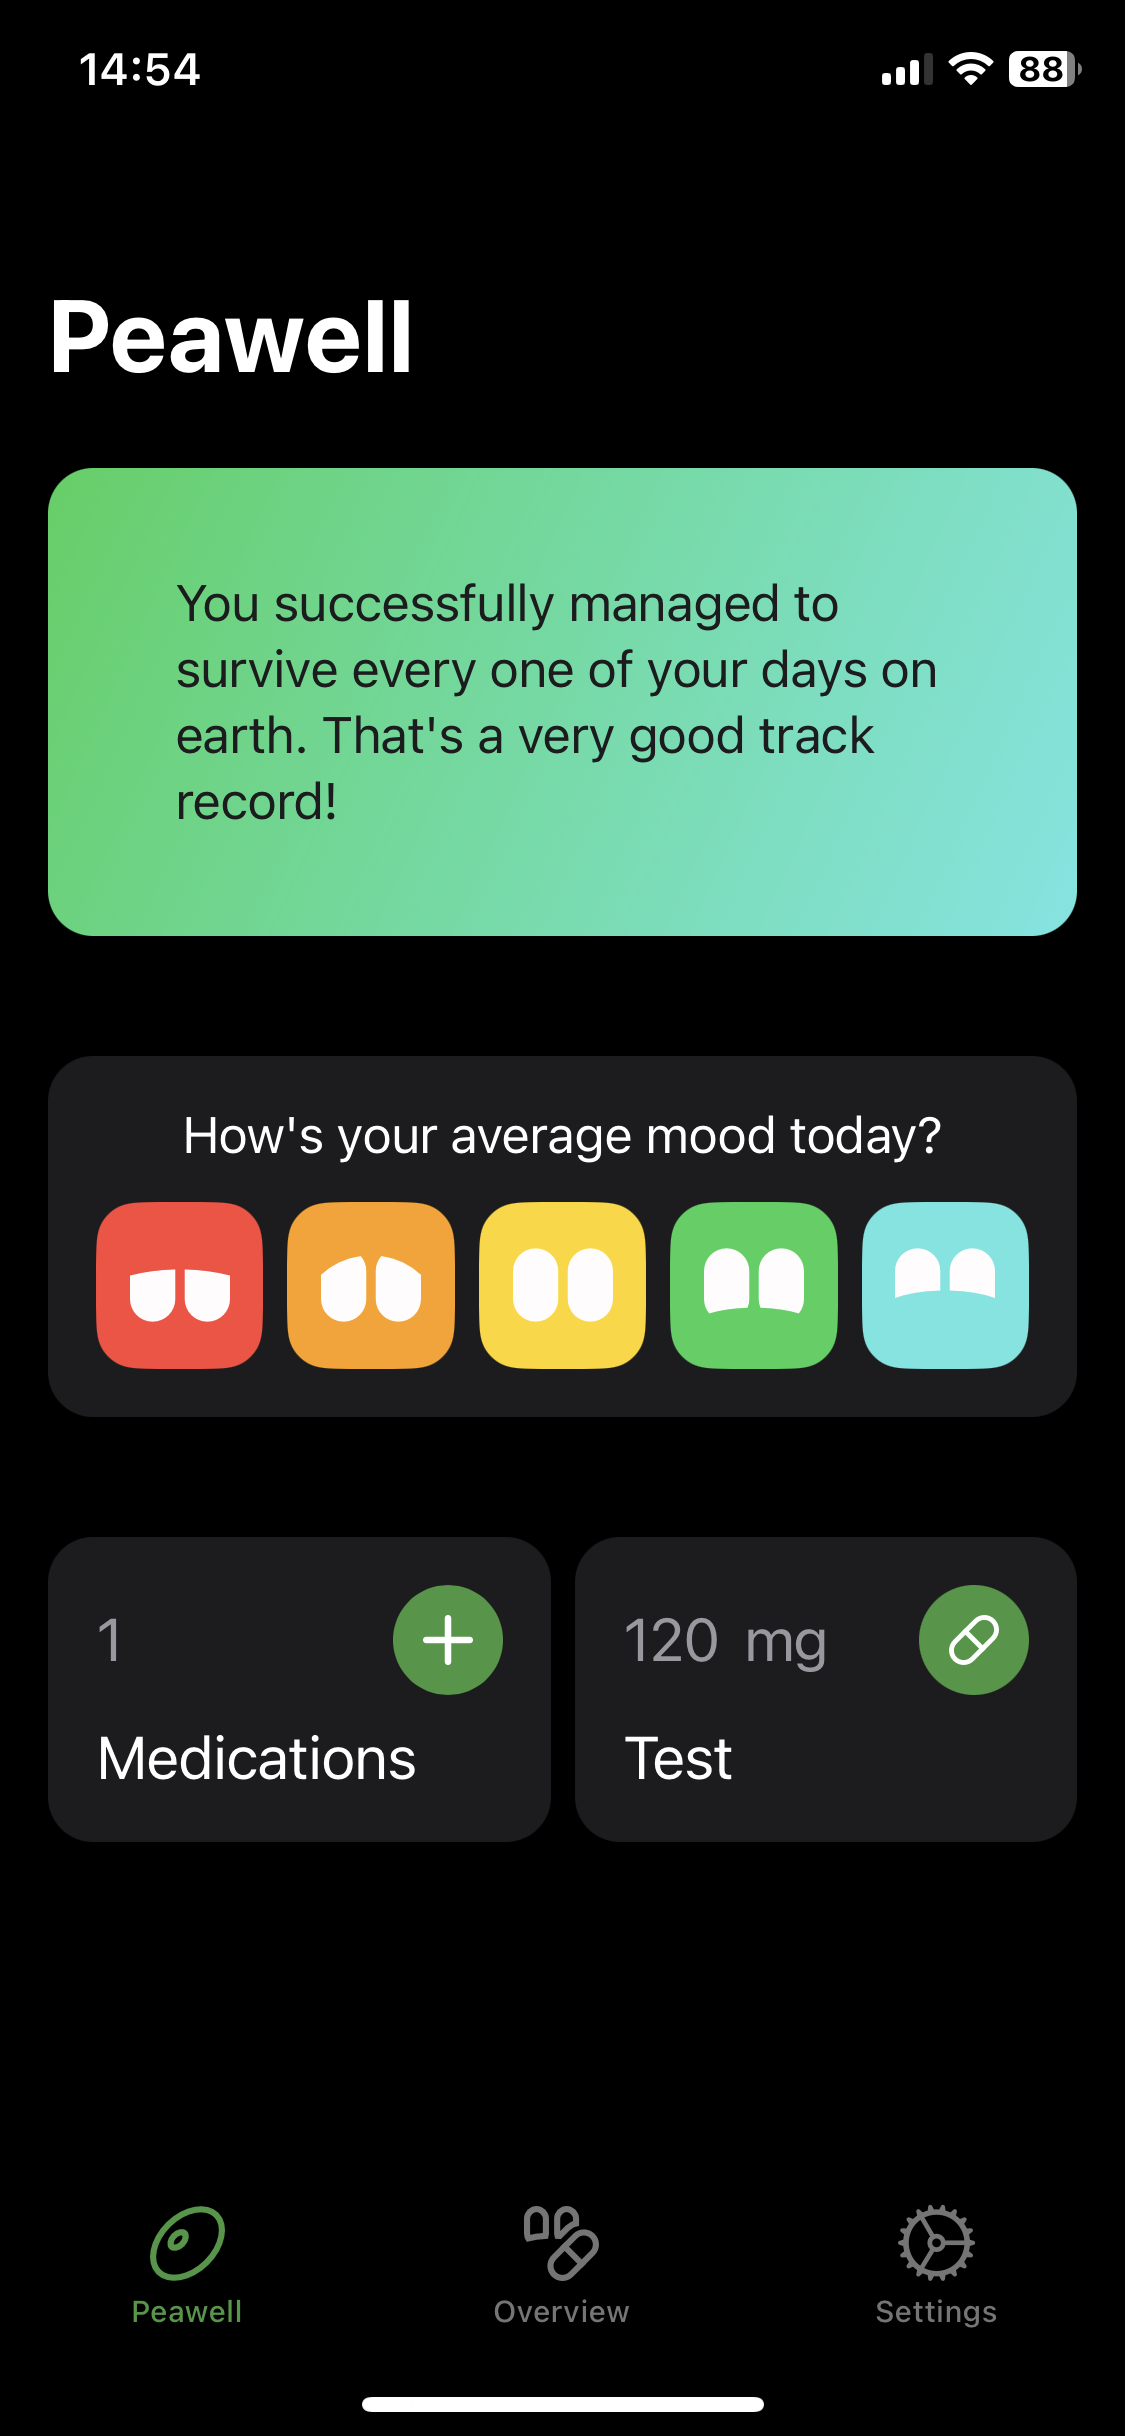 14:54
88
Peawell
You successfully managed to
survive every one of your days on
earth. That's a very good track
record!
How's your average mood today?
1
Medications
120 mg
Test
Peawell
Overview
Settings